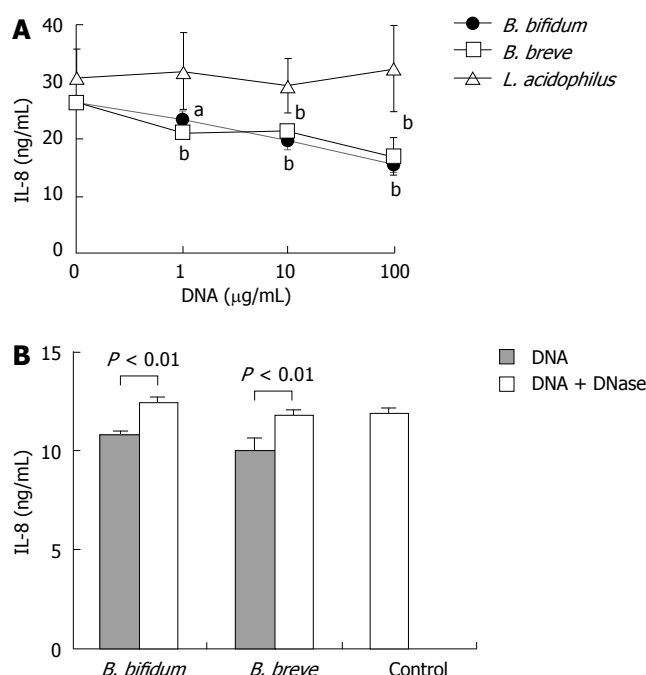 A
40
30
20
10
0
IL-8 (ng/mL)
a
b
b
b
b
b
0 1 10 100
DNA (μg/mL)
B. bifidum
B. breve
L. acidophilus
B
15
10
5
0
IL-8 (ng/mL)
P < 0.01
P < 0.01
B. bifidum B. breve Control
DNA
DNA + DNase